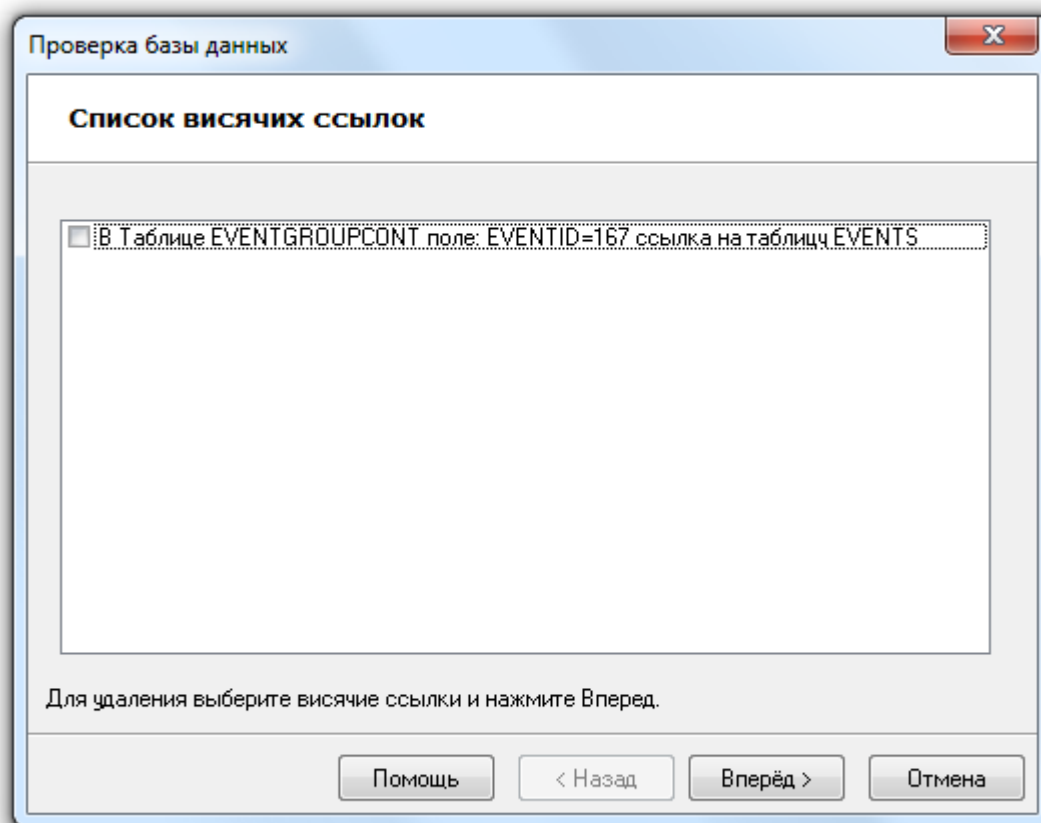 Проверка базы данных
Список висячих ссылок
В Таблице EVENTGROUPCONT поле: EVENTID=167 ссылка на таблицу EVENTS
Для удаления выберите висячие ссылки и нажмите Вперед.
Помощь
< Назад
Вперёд >
Отмена